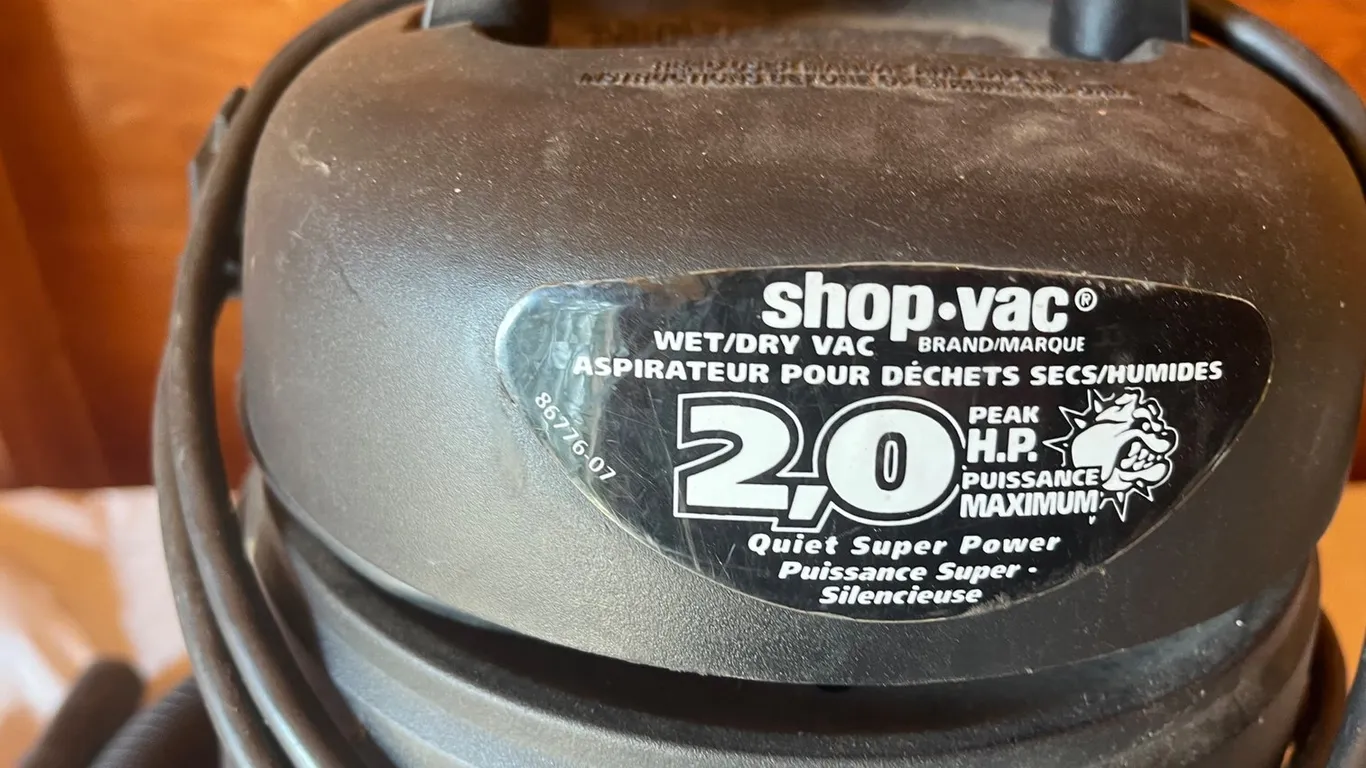 INSTRUCTIONS
shop•vac®
WET/DRY VAC BRAND/MARQUE
ASPIRATEUR POUR DÉCHETS SECS/HUMIDES
86776-07
2,0 PEAK
H.P.
PUISSANCE
MAXIMUM
Quiet Super Power
Puissance Super -
Silencieuse